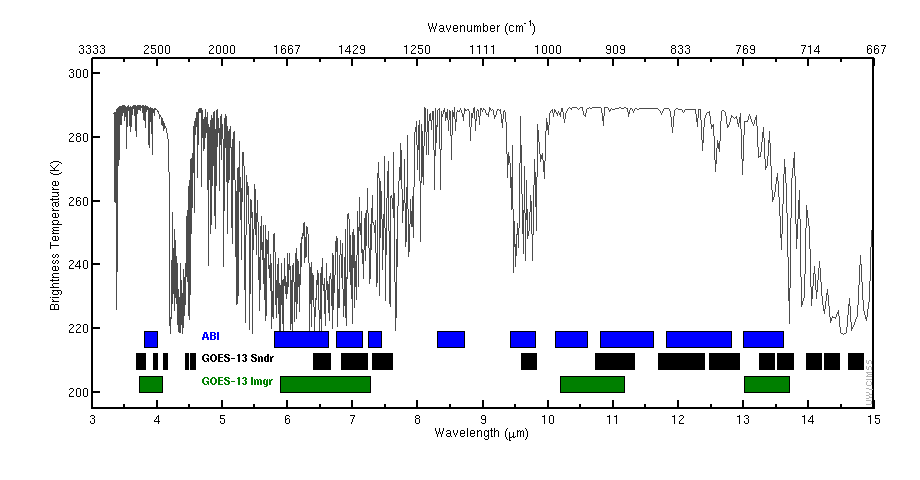 Wavenumber (cm⁻¹)
3333 2500 2000 1667 1429 1250 1111 1000 909 833 769 714 667
Brightness Temperature (K)
300
280
260
240
220
200
ABI
GOES-13 Sndr
GOES-13 Imgr
UW/CIMSS
3 4 5 6 7 8 9 10 11 12 13 14 15
Wavelength (μm)